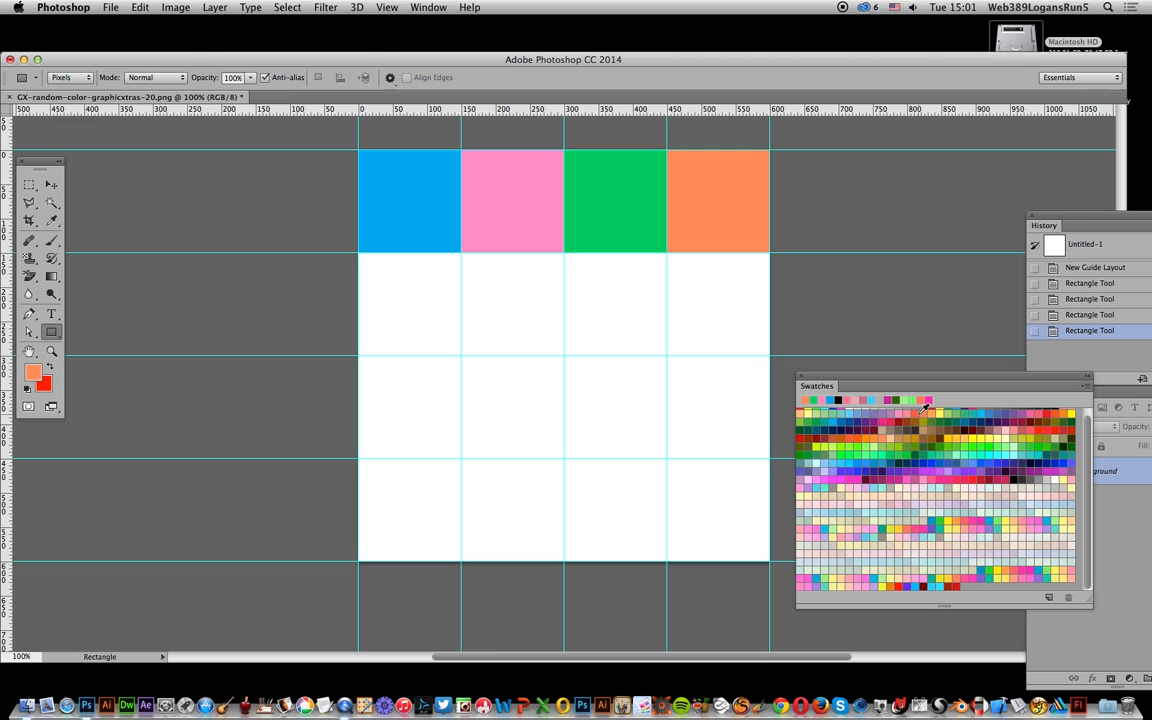 Photoshop File Edit Image Layer Type Select Filter 3D View Window Help 6 Tue 15:01 Web389LogansRun5
Macintosh HD
Adobe Photoshop CC 2014
Pixels Mode: Normal Opacity: 100% Anti-alias Align Edges Essentials
× GX-random-color-graphicxtras-20.png @ 100% (RGB/8) *
500 450 400 350 300 250 200 150 100 50 0 50 100 150 200 250 300 350 400 450 500 550 600 650 700 750 800 850 900 950 1000 1050
History
Untitled-1
New Guide Layout
Rectangle Tool
Rectangle Tool
Rectangle Tool
Rectangle Tool
Swatches
Opacity:
Fill:
ground
100% Rectangle